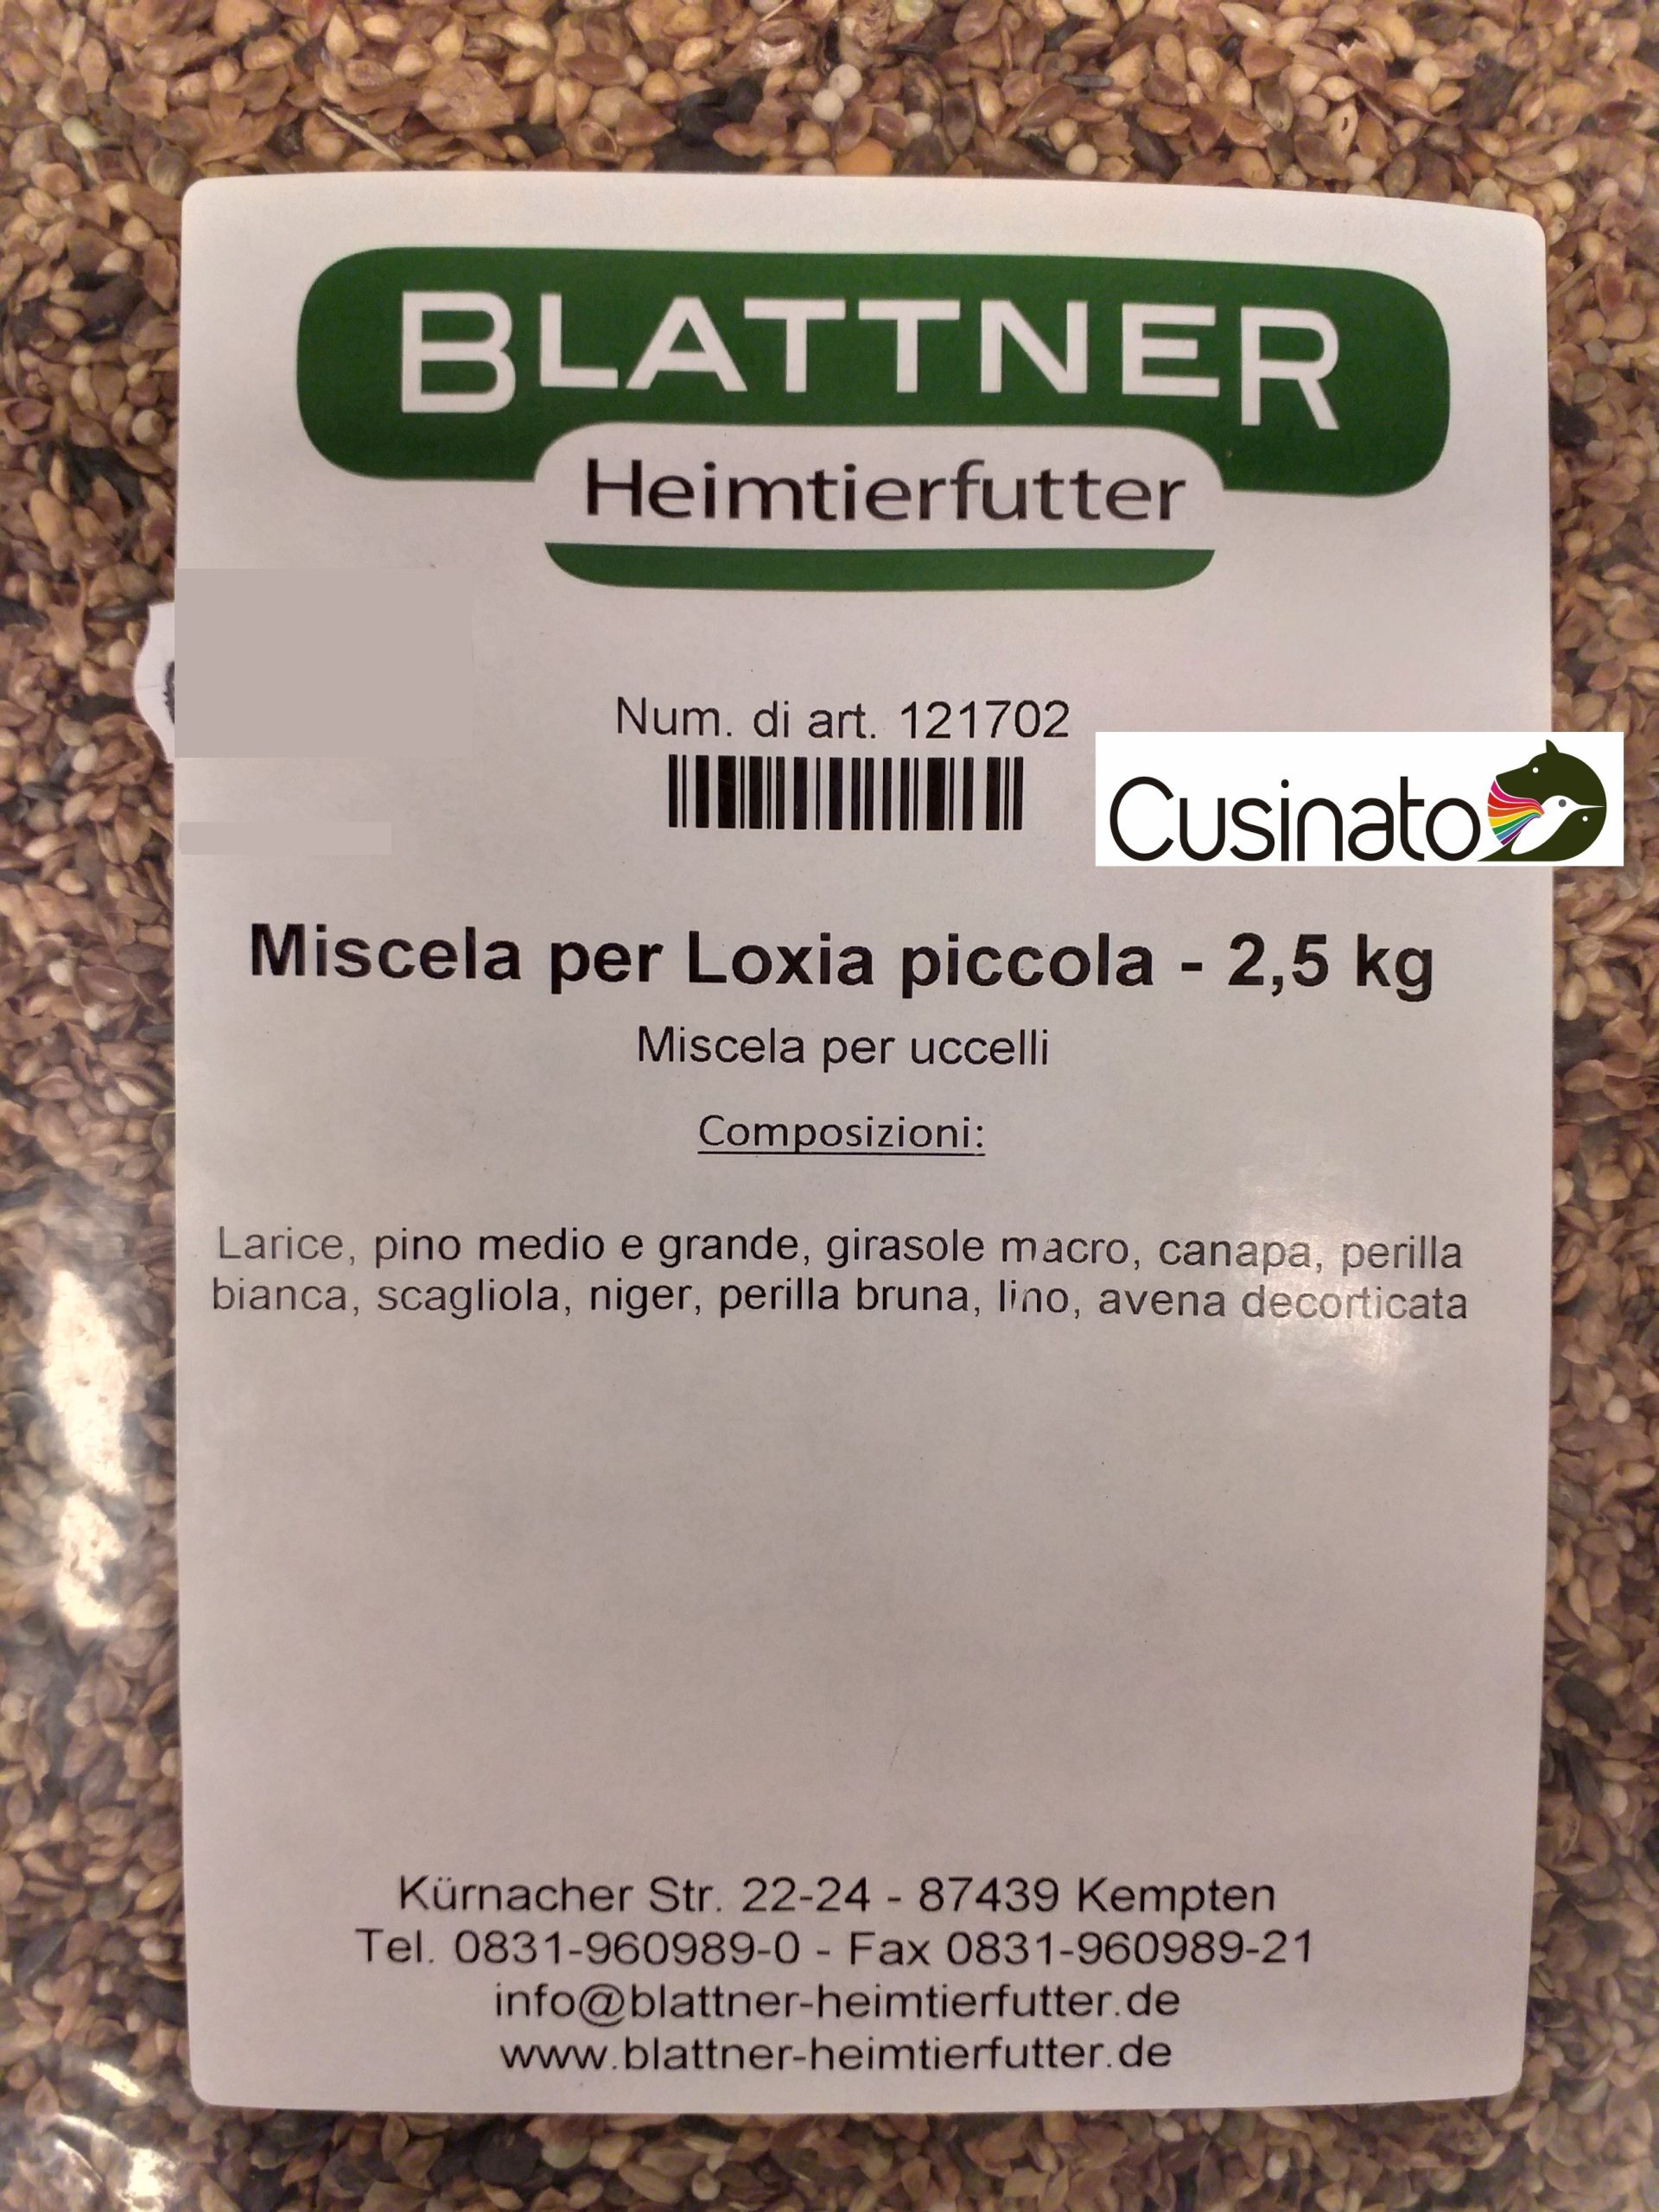 BLATTNER
Heimtierfutter
Num. di art. 121702
Cusinato
Miscela per Loxia piccola - 2,5 kg
Miscela per uccelli
Composizioni:
Larice, pino medio e grande, girasole macro, canapa, perilla
bianca, scagliola, niger, perilla bruna, lino, avena decorticata
Kürnacher Str. 22-24 - 87439 Kempten
Tel. 0831-960989-0 - Fax 0831-960989-21
info@blattner-heimtierfutter.de
www.blattner-heimtierfutter.de